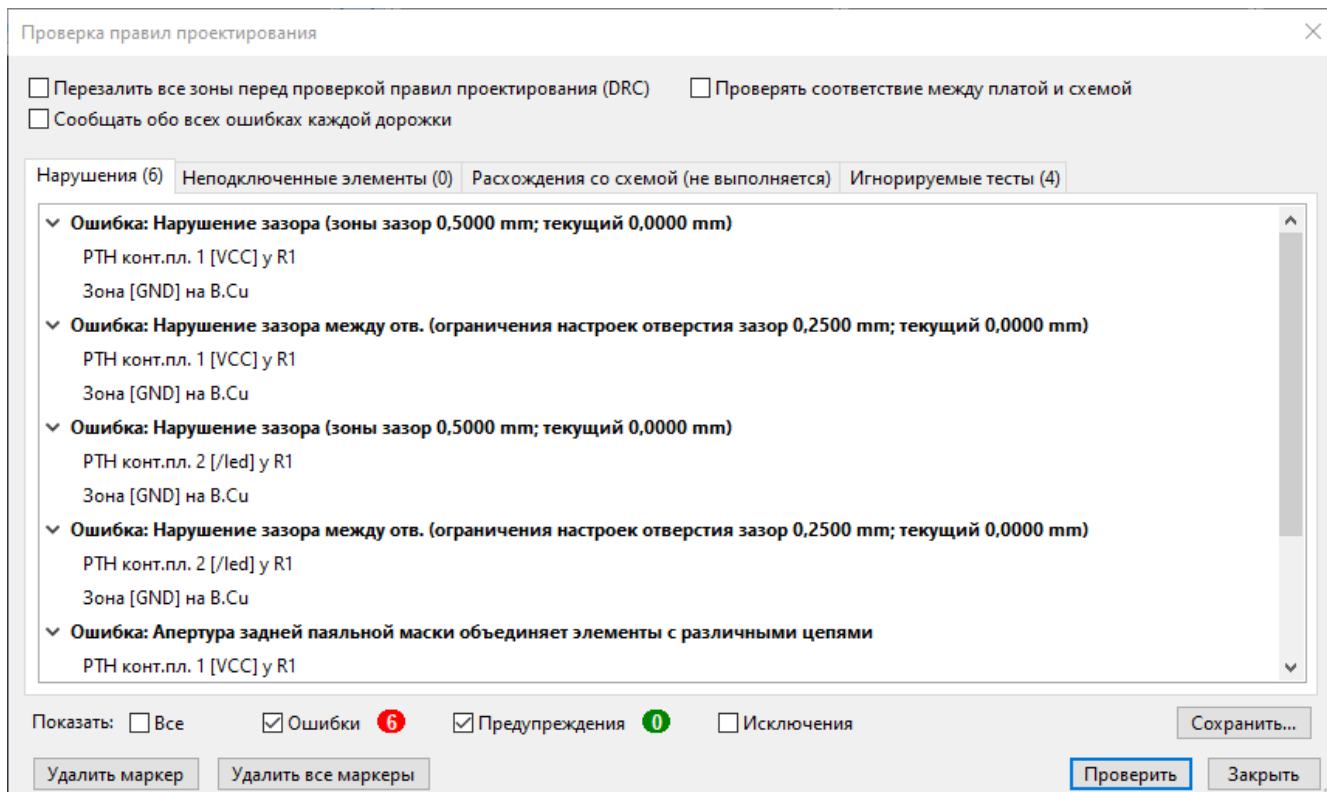 Проверка правил проектирования
Перезалить все зоны перед проверкой правил проектирования (DRC) Проверять соответствие между платой и схемой
Сообщать обо всех ошибках каждой дорожки
Нарушения (6) Неподключенные элементы (0) Расхождения со схемой (не выполняется) Игнорируемые тесты (4)
Ошибка: Нарушение зазора (зоны зазор 0,5000 mm; текущий 0,0000 mm)
PTH конт.пл. 1 [VCC] у R1
Зона [GND] на B.Cu
Ошибка: Нарушение зазора между отв. (ограничения настроек отверстия зазор 0,2500 mm; текущий 0,0000 mm)
PTH конт.пл. 1 [VCC] у R1
Зона [GND] на B.Cu
Ошибка: Нарушение зазора (зоны зазор 0,5000 mm; текущий 0,0000 mm)
PTH конт.пл. 2 [/led] у R1
Зона [GND] на B.Cu
Ошибка: Нарушение зазора между отв. (ограничения настроек отверстия зазор 0,2500 mm; текущий 0,0000 mm)
PTH конт.пл. 2 [/led] у R1
Зона [GND] на B.Cu
Ошибка: Апертура задней паяльной маски объединяет элементы с различными цепями
PTH конт.пл. 1 [VCC] у R1
Показать: Все Ошибки 6 Предупреждения 0 Исключения Сохранить...
Удалить маркер Удалить все маркеры Проверить Закрыть